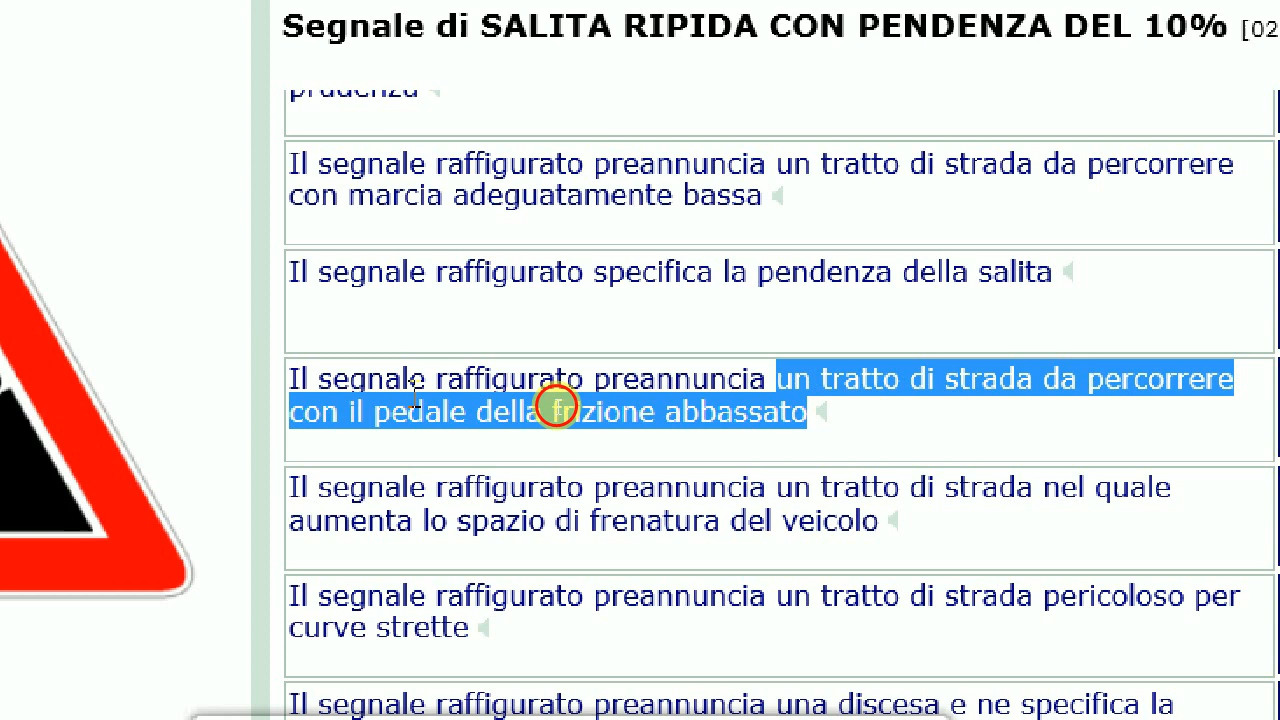 Segnale di SALITA RIPIDA CON PENDENZA DEL 10% [02
prudenza
Il segnale raffigurato preannuncia un tratto di strada da percorrere
con marcia adeguatamente bassa
Il segnale raffigurato specifica la pendenza della salita
Il segnale raffigurato preannuncia un tratto di strada da percorrere
con il pedale della frizione abbassato
Il segnale raffigurato preannuncia un tratto di strada nel quale
aumenta lo spazio di frenatura del veicolo
Il segnale raffigurato preannuncia un tratto di strada pericoloso per
curve strette
Il segnale raffigurato preannuncia una discesa e ne specifica la